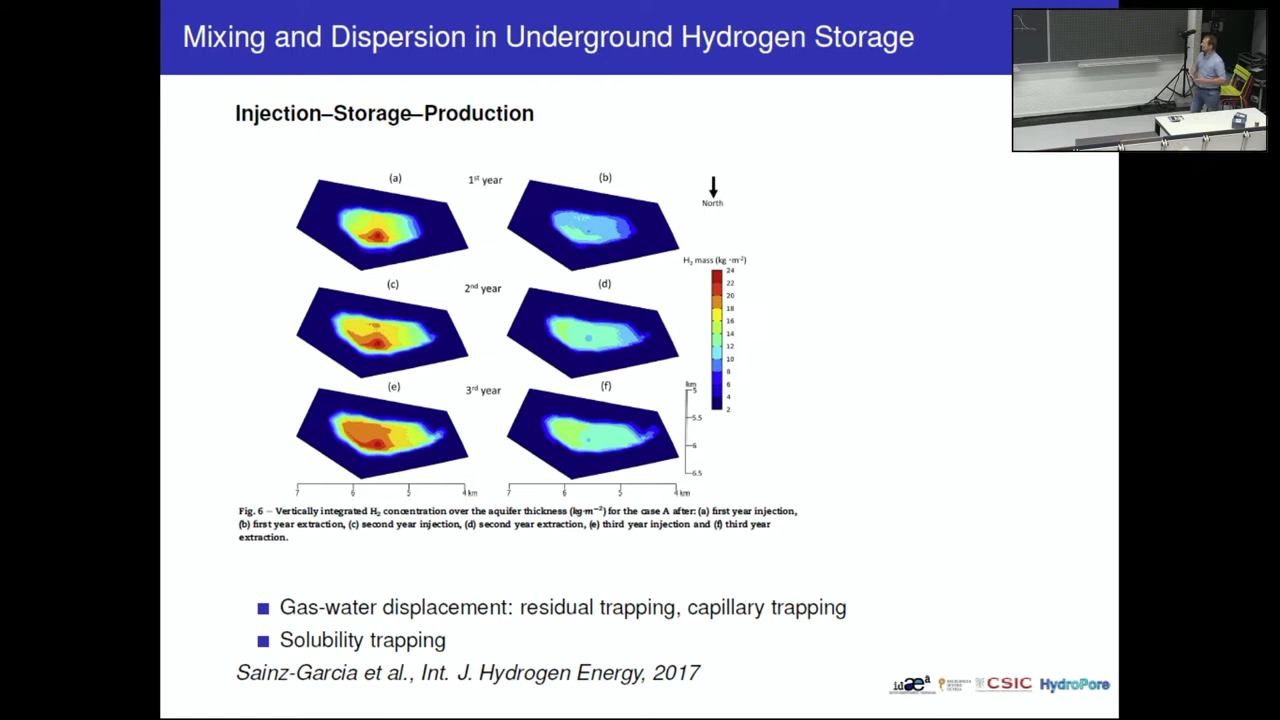 Mixing and Dispersion in Underground Hydrogen Storage
Injection–Storage–Production
(a)
1st year
(b)
North
H2 mass (kg·m-2)
24
22
20
18
16
14
12
10
8
6
4
2
(c)
2nd year
(d)
(e)
3rd year
(f)
km
5
5.5
6
6.5
7 6 5 4 km
7 6 5 4 km
Fig. 6 – Vertically integrated H2 concentration over the aquifer thickness (kg·m−2) for the case A after: (a) first year injection,
(b) first year extraction, (c) second year injection, (d) second year extraction, (e) third year injection and (f) third year
extraction.
Gas-water displacement: residual trapping, capillary trapping
Solubility trapping
Sainz-Garcia et al., Int. J. Hydrogen Energy, 2017
idæa
EXCELENCIA
SEVERO
OCHOA
CSIC
HydroPore